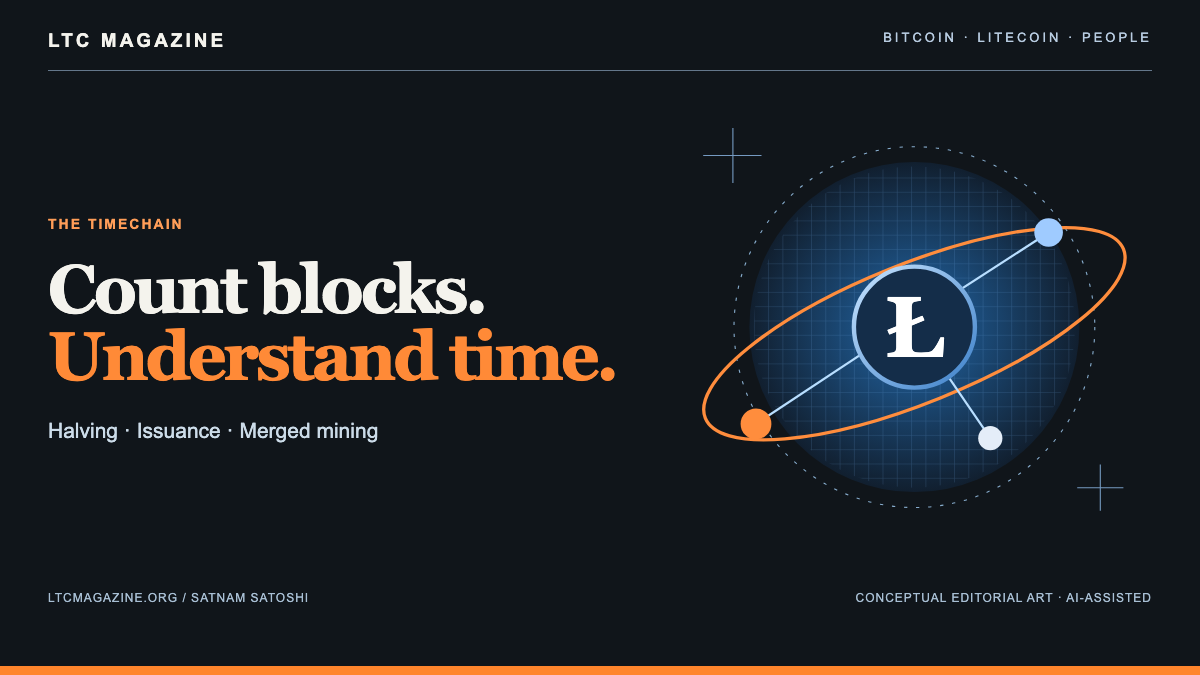 LTC MAGAZINE
BITCOIN · LITECOIN · PEOPLE
THE TIMECHAIN
Count blocks.
Understand time.
Halving · Issuance · Merged mining
Ł
LTCMAGAZINE.ORG / SATNAM SATOSHI
CONCEPTUAL EDITORIAL ART · AI-ASSISTED